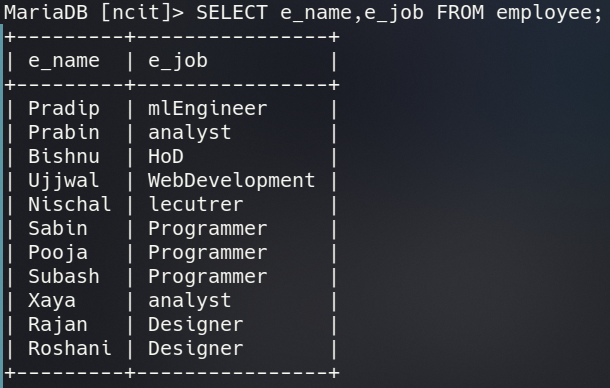 MariaDB [ncit]> SELECT e_name,e_job FROM employee;
+---------+----------------+
| e_name  | e_job          |
+---------+----------------+
| Pradip  | mlEngineer     |
| Prabin  | analyst        |
| Bishnu  | HoD            |
| Ujjwal  | WebDevelopment |
| Nischal | lecutrer       |
| Sabin   | Programmer     |
| Pooja   | Programmer     |
| Subash  | Programmer     |
| Xaya    | analyst        |
| Rajan   | Designer       |
| Roshani | Designer       |
+---------+----------------+